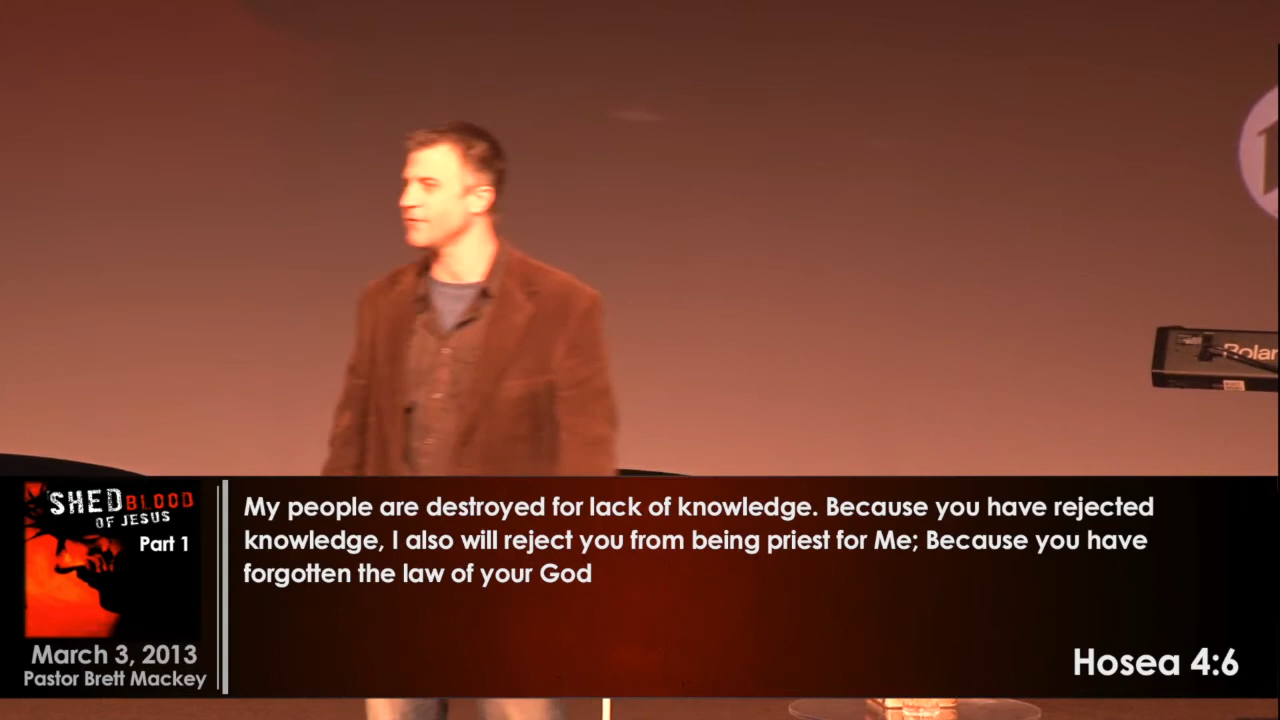 Rolan
SHED BLOOD
OF JESUS
Part 1
March 3, 2013
Pastor Brett Mackey
My people are destroyed for lack of knowledge. Because you have rejected
knowledge, I also will reject you from being priest for Me; Because you have
forgotten the law of your God
Hosea 4:6